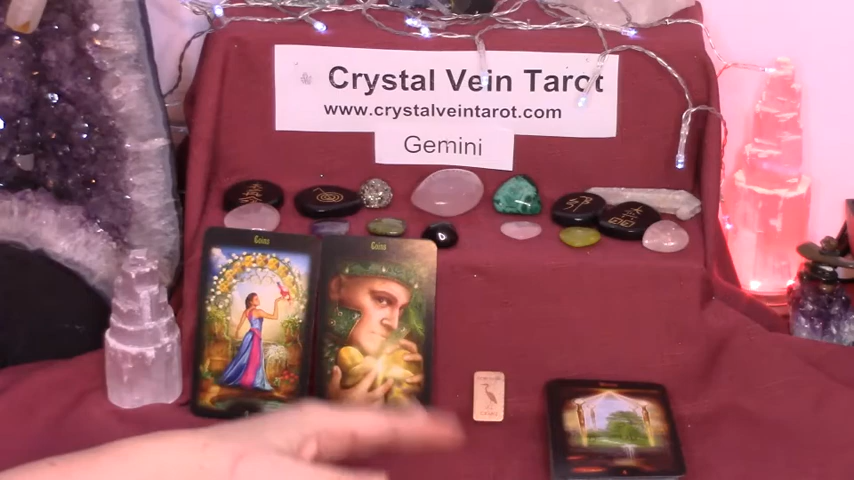 Crystal Vein Tarot
www.crystalveintarot.com
Gemini
Coins
Coins